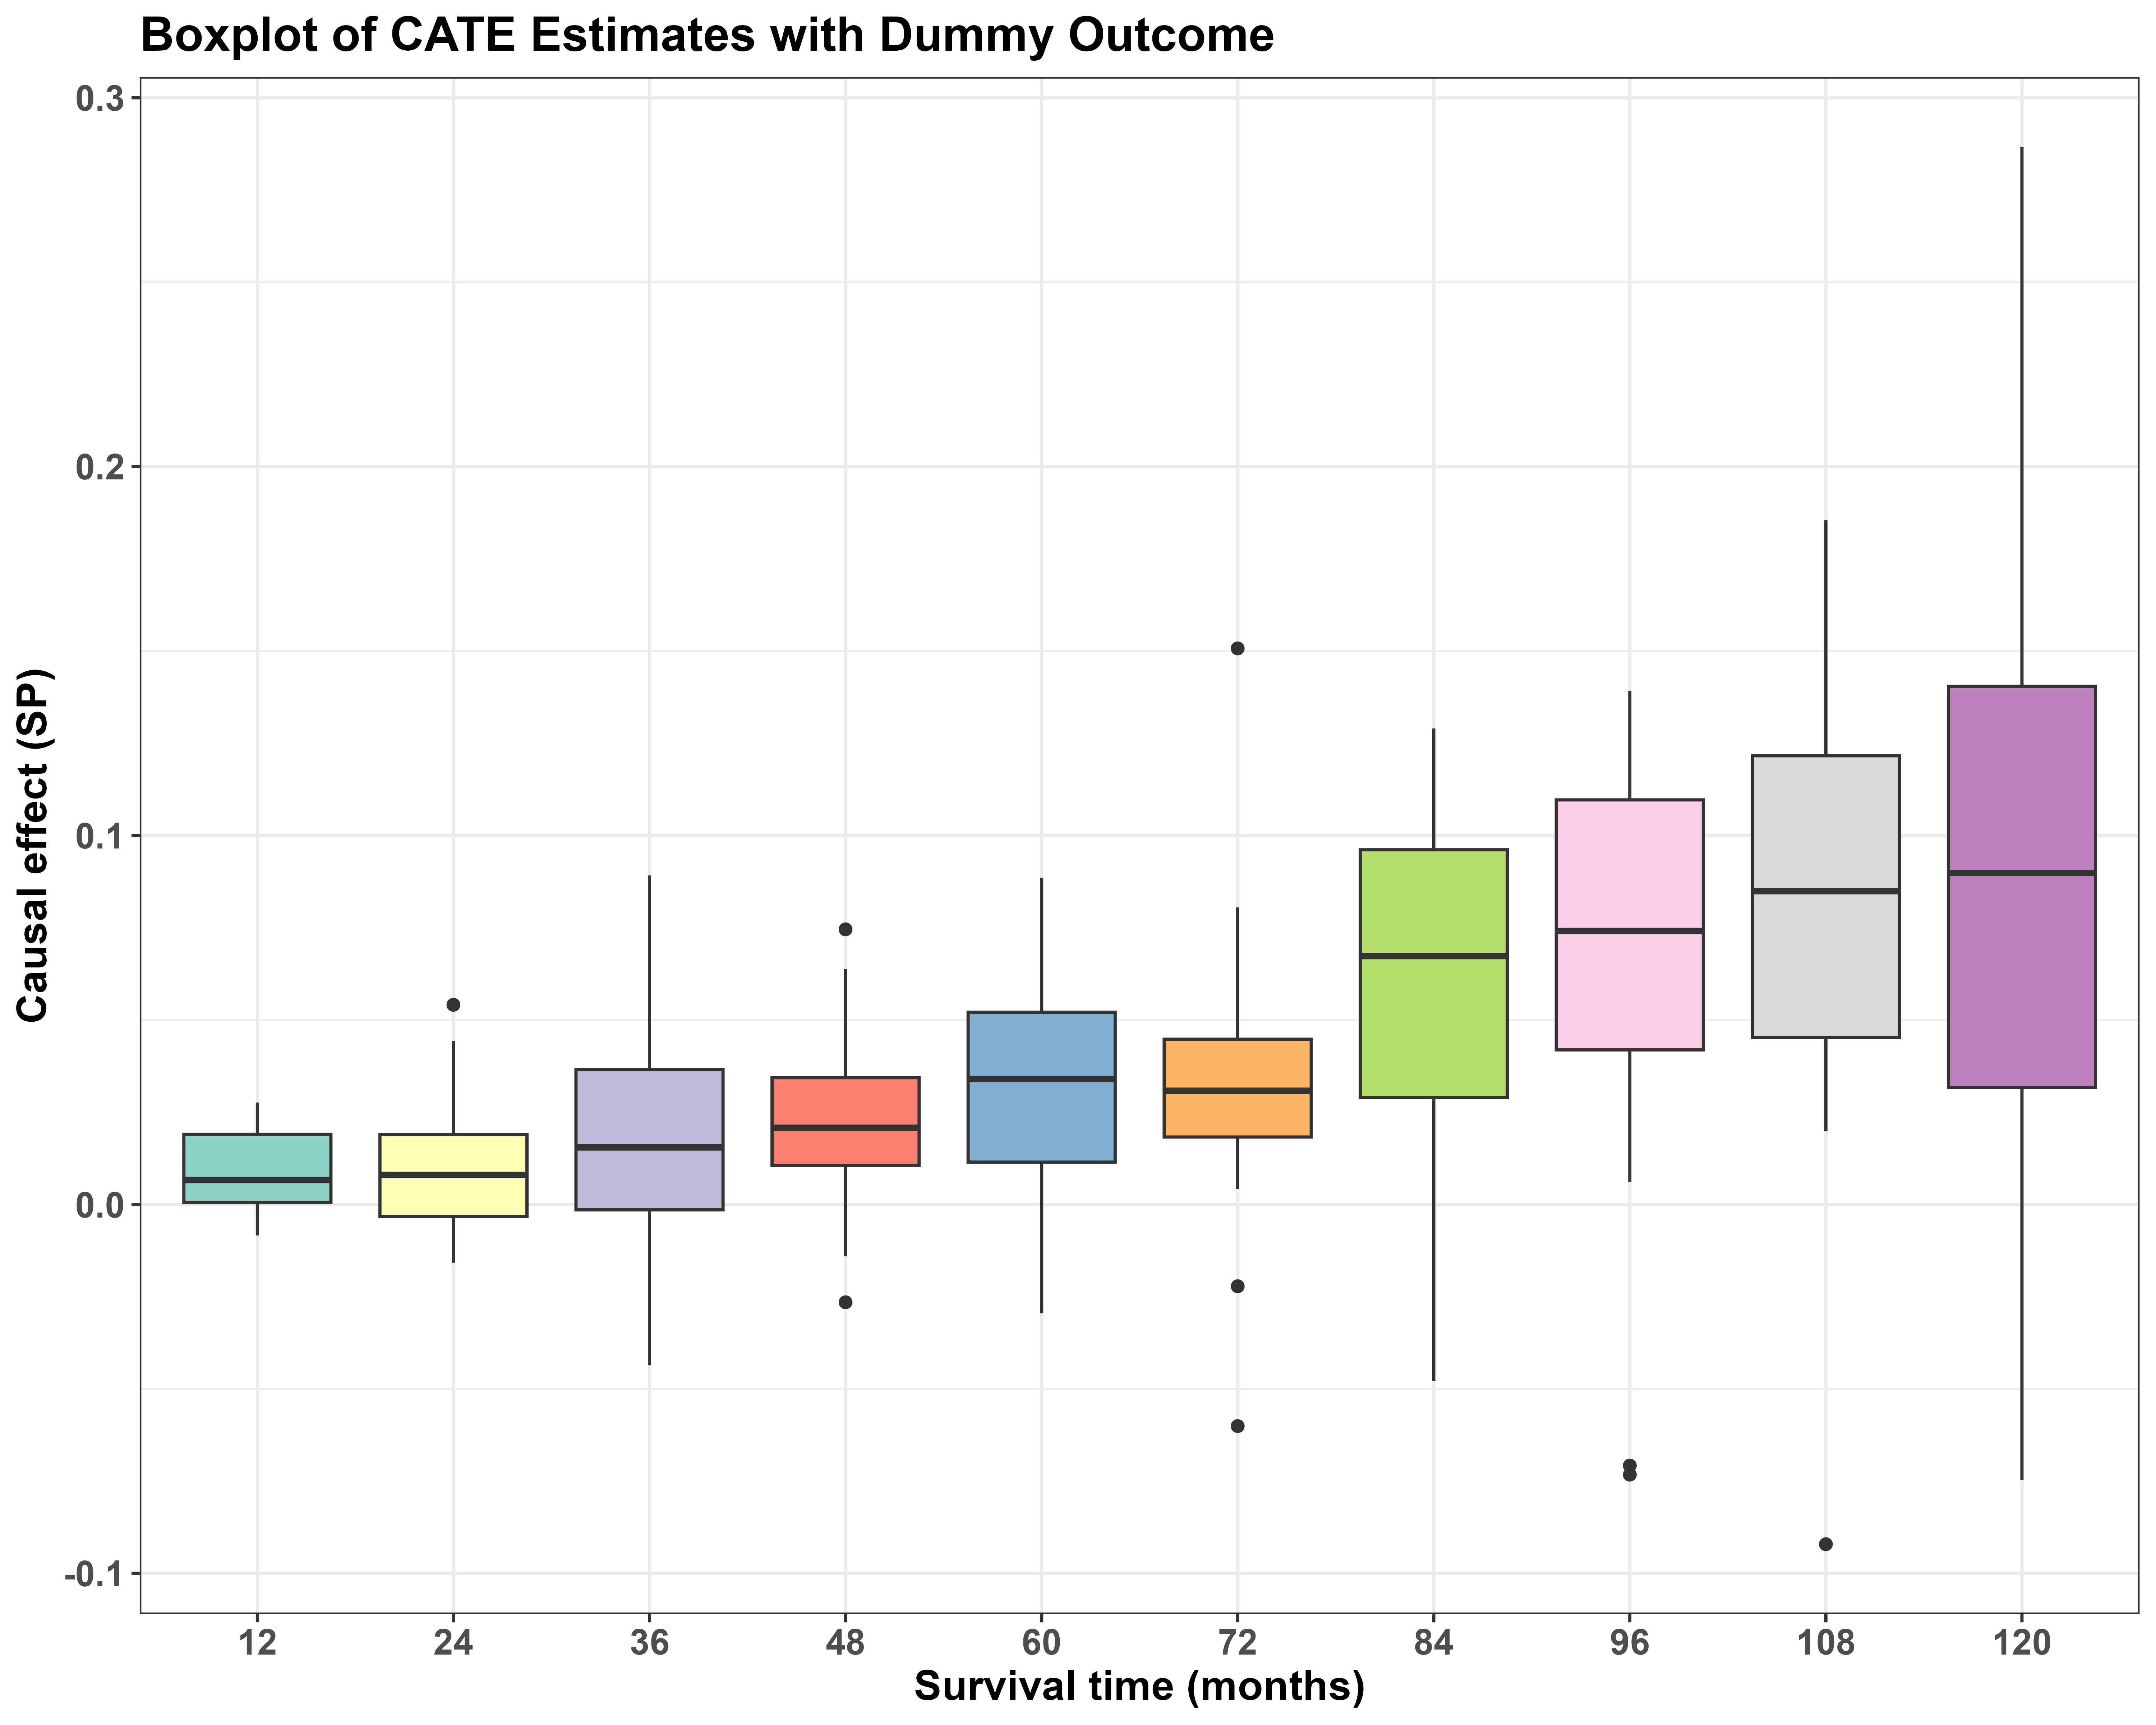 Boxplot of CATE Estimates with Dummy Outcome
Causal effect (SP)
0.3
0.2
0.1
0.0
-0.1
12 24 36 48 60 72 84 96 108 120
Survival time (months)